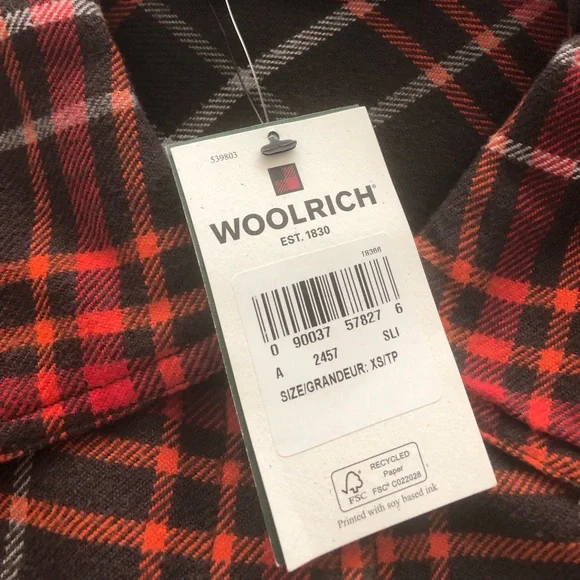 539803
WOOLRICH®
EST. 1830
18366
0 90037 57827 6
A 2457 SLI
SIZE/GRANDEUR: XS/TP
RECYCLED
Paper
FSC® C022028
FSC
Printed with soy based ink